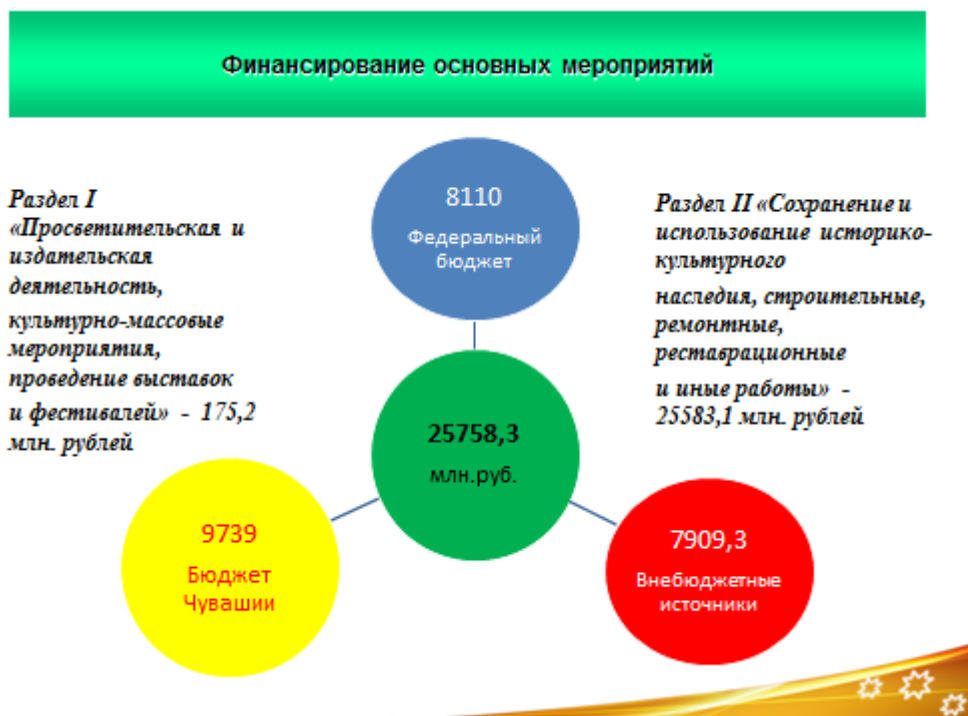 Финансирование основных мероприятий
8110
Федеральный
бюджет
Раздел I
«Просветительская и
издательская
деятельность,
культурно-массовые
мероприятия,
проведение выставок
и фестивалей» - 175,2
млн. рублей
Раздел II «Сохранение и
использование историко-
культурного
наследия, строительные,
ремонтные,
реставрационные
и иные работы» -
25583,1 млн. рублей
25758,3
млн.руб.
9739
Бюджет
Чувашии
7909,3
Внебюджетные
источники